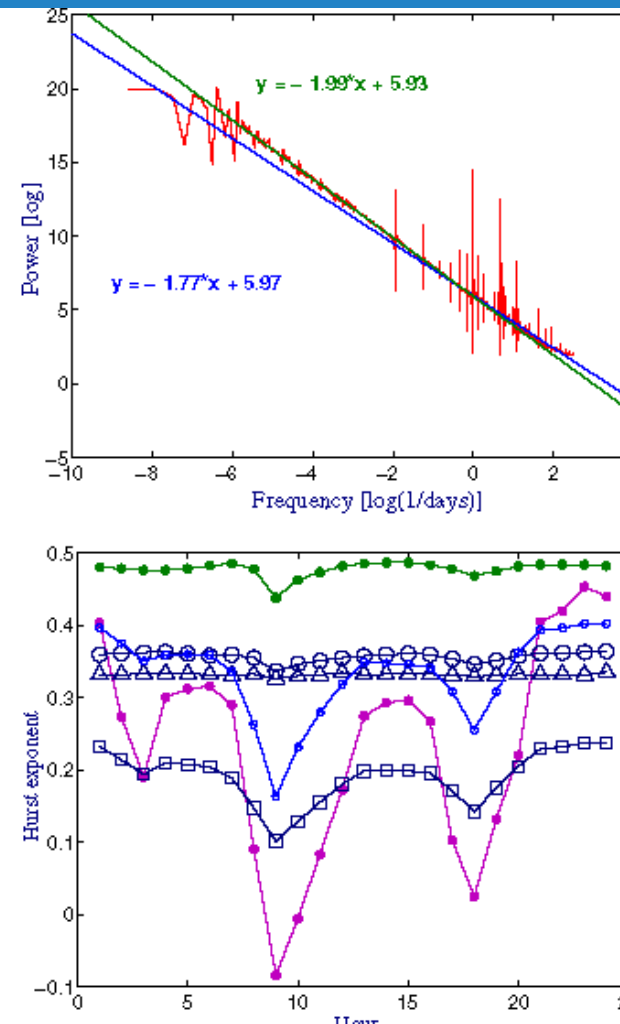 25
20
15
10
5
0
−5
Power [log]
y = − 1.99*x + 5.93
y = − 1.77*x + 5.97
−10 −8 −6 −4 −2 0 2
Frequency [log(1/days)]
0.5
0.4
0.3
0.2
0.1
0
−0.1
Hurst exponent
0 5 10 15 20
Hour